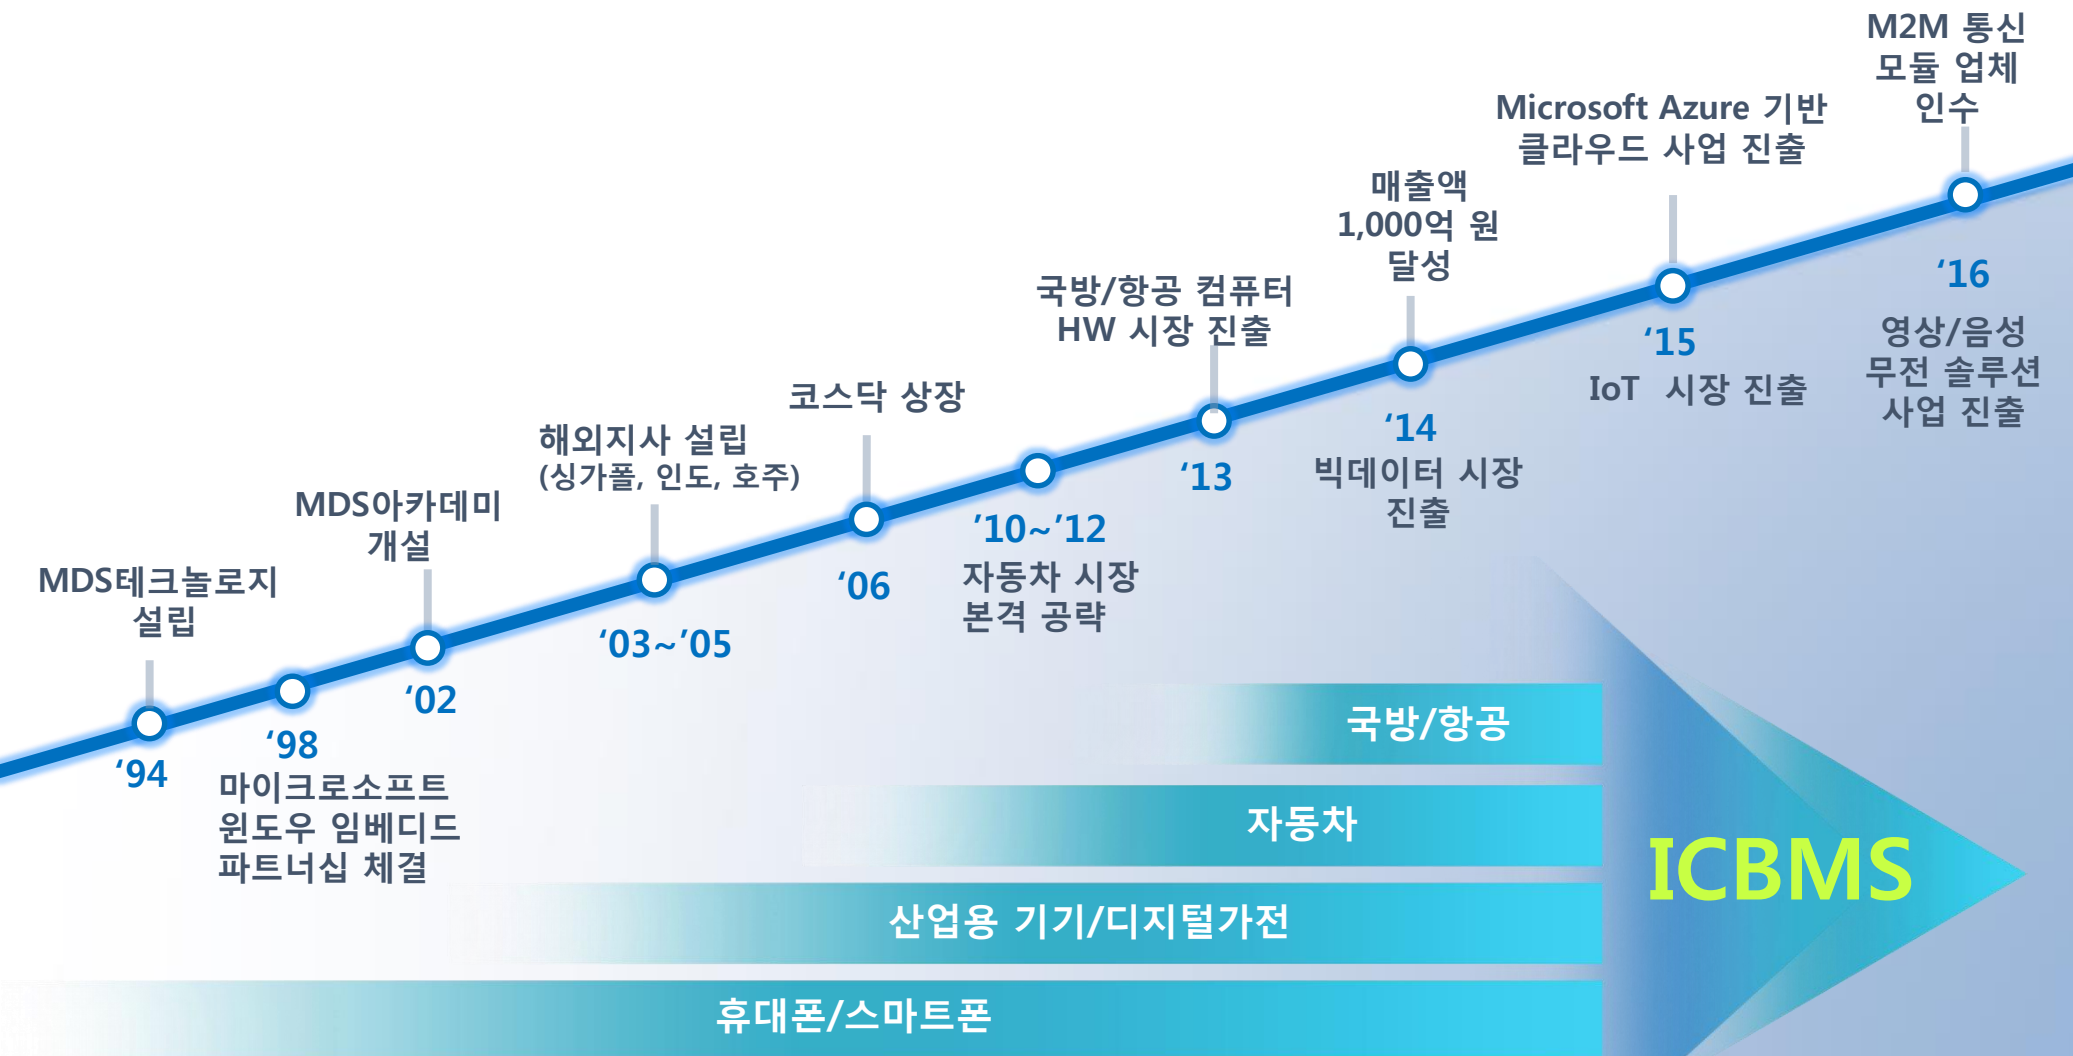 MDS테크놀로지
설립
‘94
‘98
마이크로소프트
윈도우 임베디드
파트너십 체결
MDS아카데미
개설
‘02
해외지사 설립
(싱가폴, 인도, 호주)
‘03~’05
코스닥 상장
‘06
’10~’12
자동차 시장
본격 공략
국방/항공 컴퓨터
HW 시장 진출
‘13
매출액
1,000억 원
달성
‘14
빅데이터 시장
진출
Microsoft Azure 기반
클라우드 사업 진출
‘15
IoT 시장 진출
M2M 통신
모듈 업체
인수
‘16
영상/음성
무전 솔루션
사업 진출
국방/항공
자동차
산업용 기기/디지털가전
휴대폰/스마트폰
ICBMS